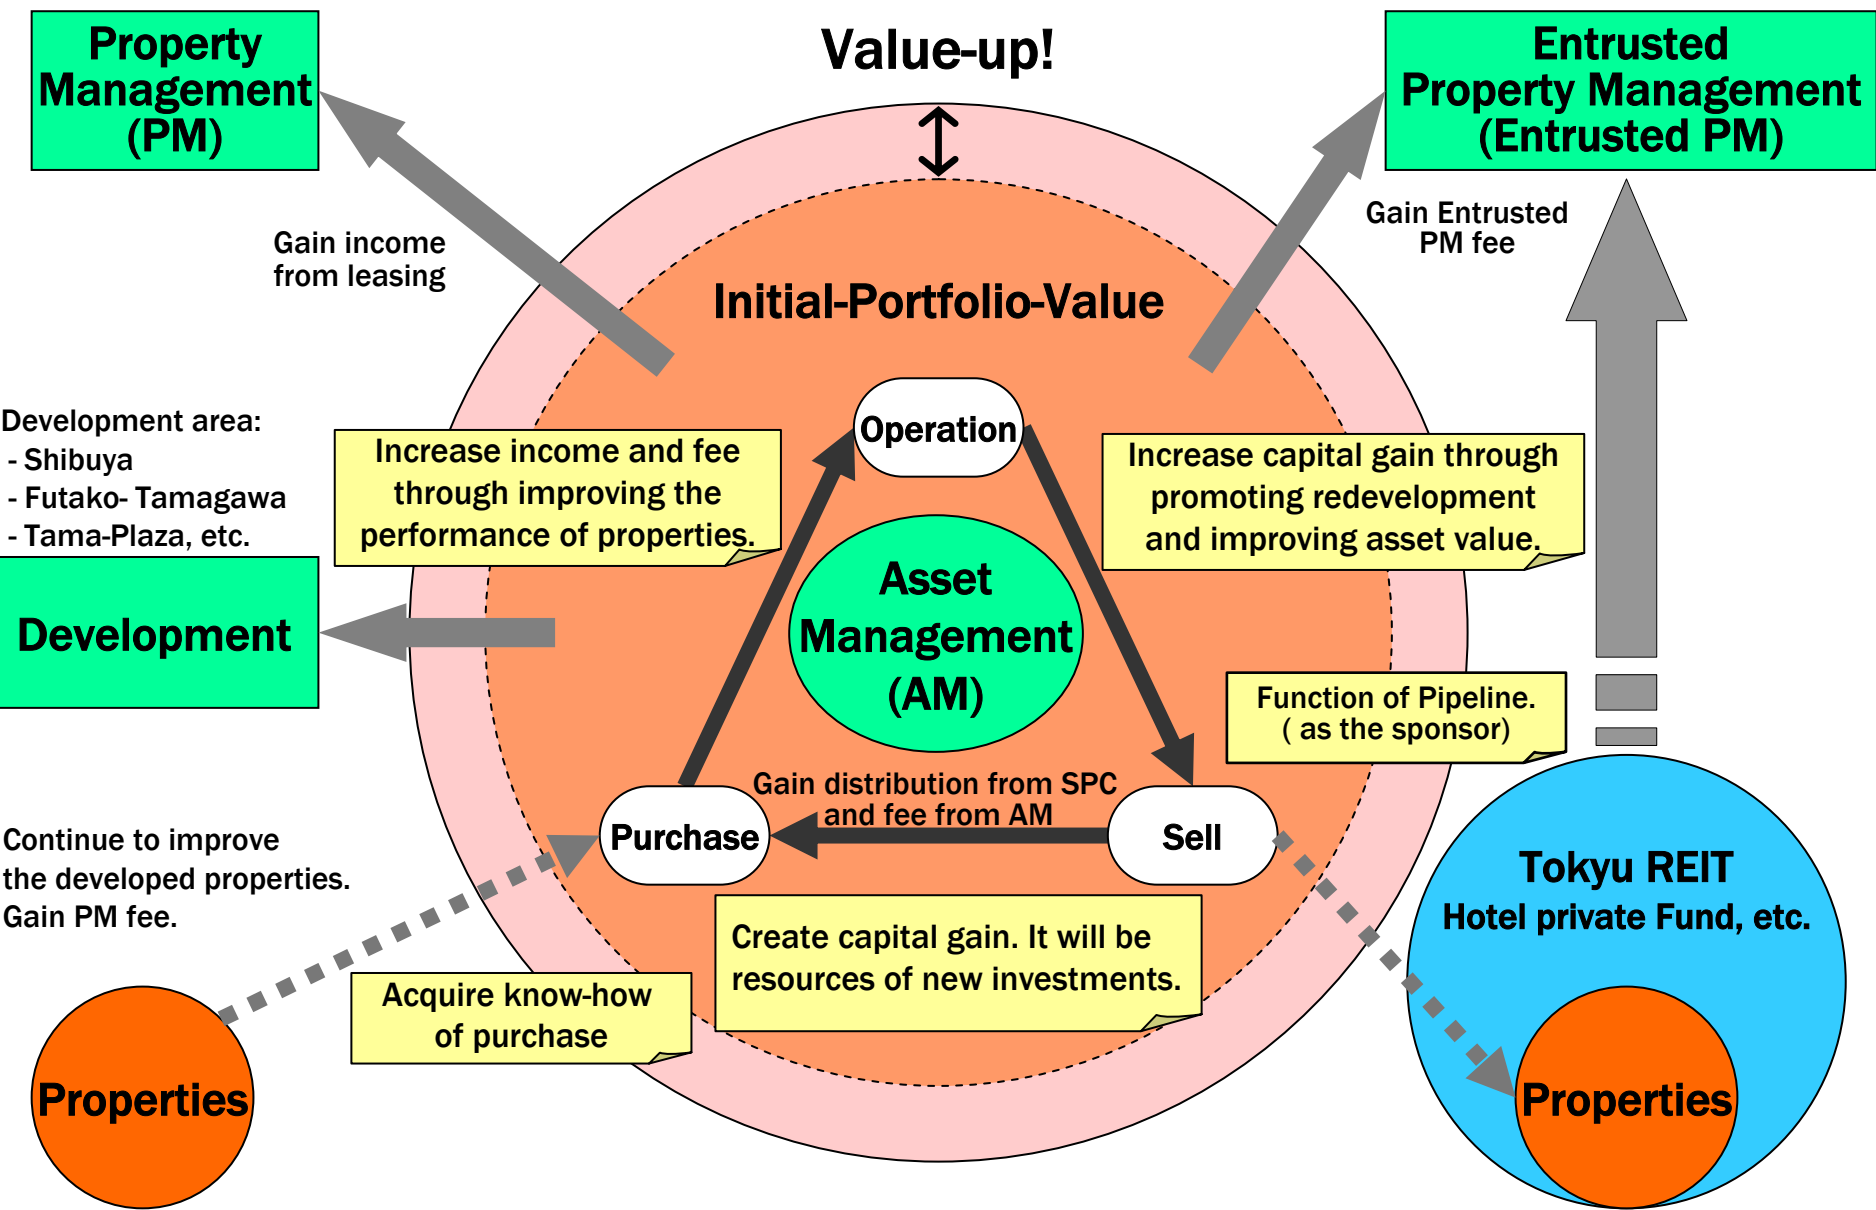 Property
Management
(PM)
Value-up!
Entrusted
Property Management
(Entrusted PM)
Gain income
from leasing
Gain Entrusted
PM fee
Initial-Portfolio-Value
Development area:
- Shibuya
- Futako- Tamagawa
- Tama-Plaza, etc.
Increase income and fee
through improving the
performance of properties.
Operation
Increase capital gain through
promoting redevelopment
and improving asset value.
Development
Asset
Management
(AM)
Function of Pipeline.
( as the sponsor)
Gain distribution from SPC
and fee from AM
Purchase
Sell
Continue to improve
the developed properties.
Gain PM fee.
Tokyu REIT
Hotel private Fund, etc.
Create capital gain. It will be
resources of new investments.
Acquire know-how
of purchase
Properties
Properties